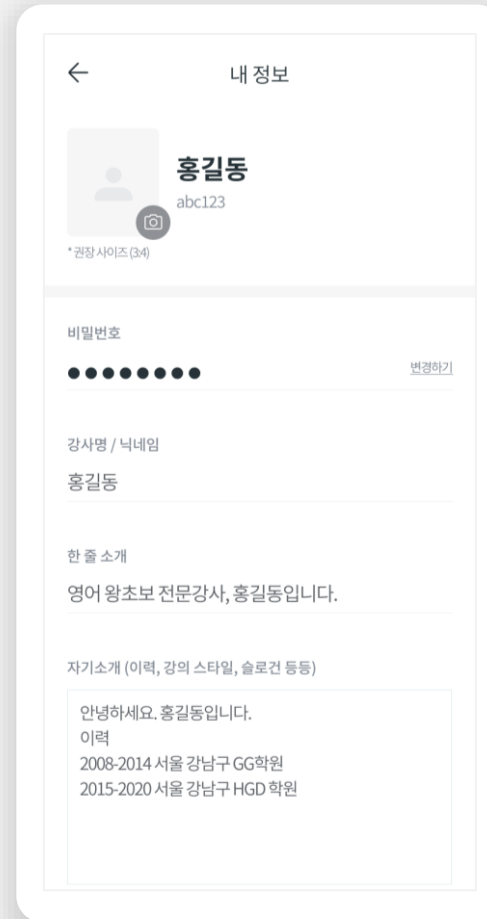 내 정보
홍길동
abc123
* 권장 사이즈 (3:4)
비밀번호
●●●●●●●●
변경하기
강사명 / 닉네임
홍길동
한 줄 소개
영어 왕초보 전문강사, 홍길동입니다.
자기소개 (이력, 강의 스타일, 슬로건 등등)
안녕하세요. 홍길동입니다.
이력
2008-2014 서울 강남구 GG학원
2015-2020 서울 강남구 HGD 학원